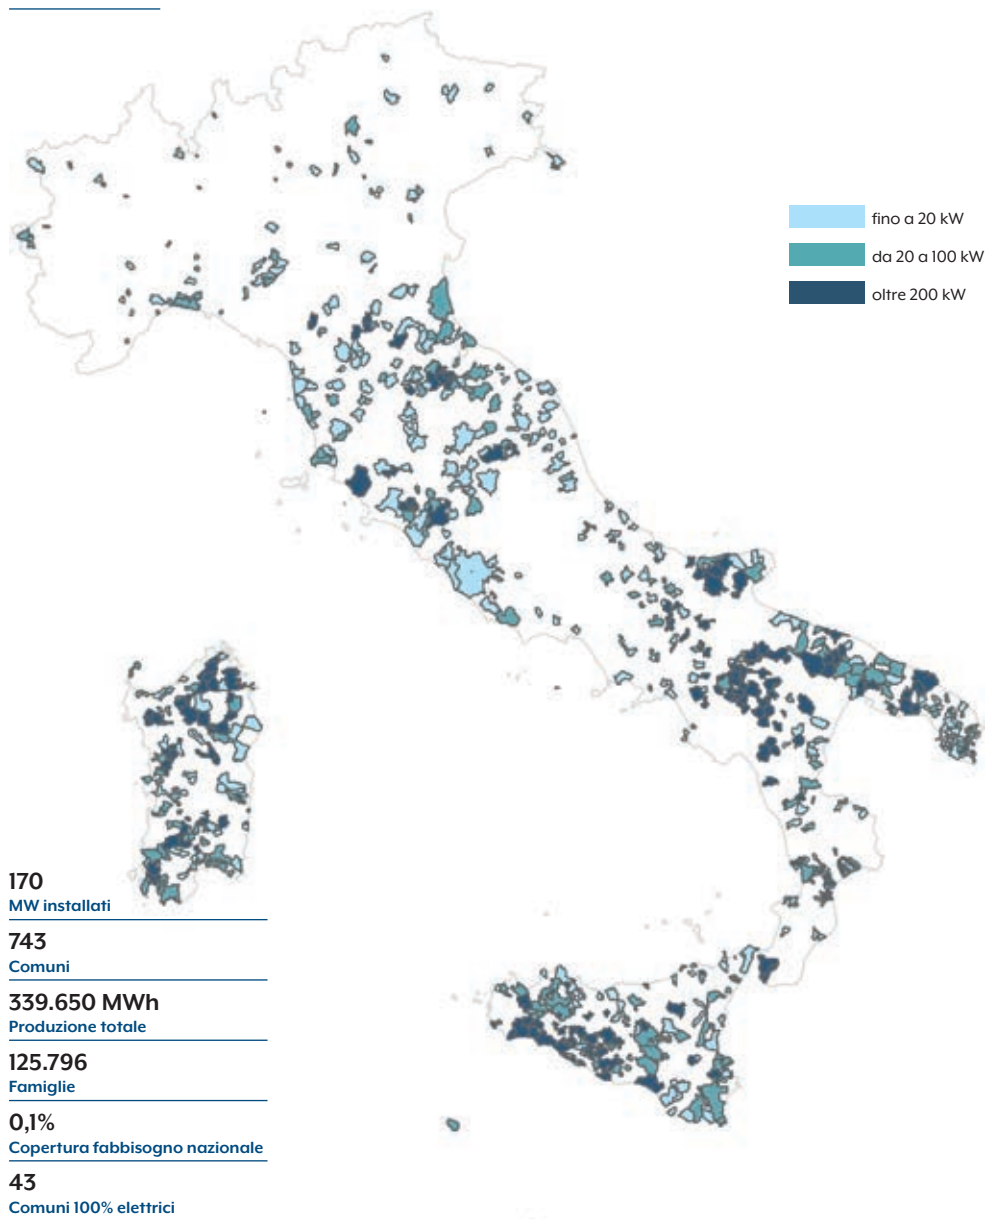 fino a 20 kW
da 20 a 100 kW
oltre 200 kW
170
MW installati
743
Comuni
339.650 MWh
Produzione totale
125.796
Famiglie
0,1%
Copertura fabbisogno nazionale
43
Comuni 100% elettrici